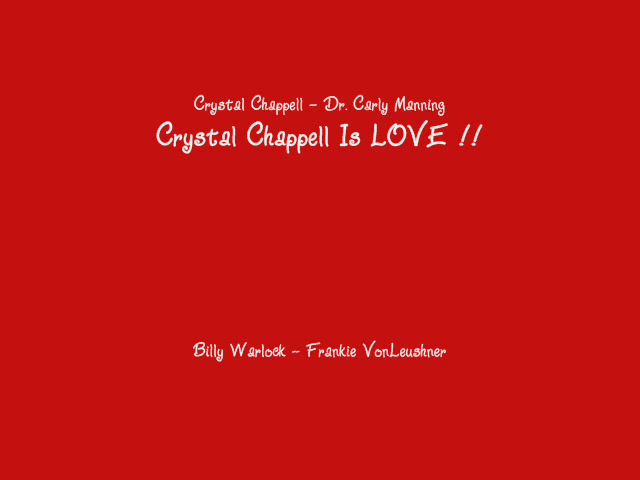 Crystal Chappell - Dr. Carly Manning
Crystal Chappell Is LOVE !!
Billy Warlock - Frankie VonLeushner